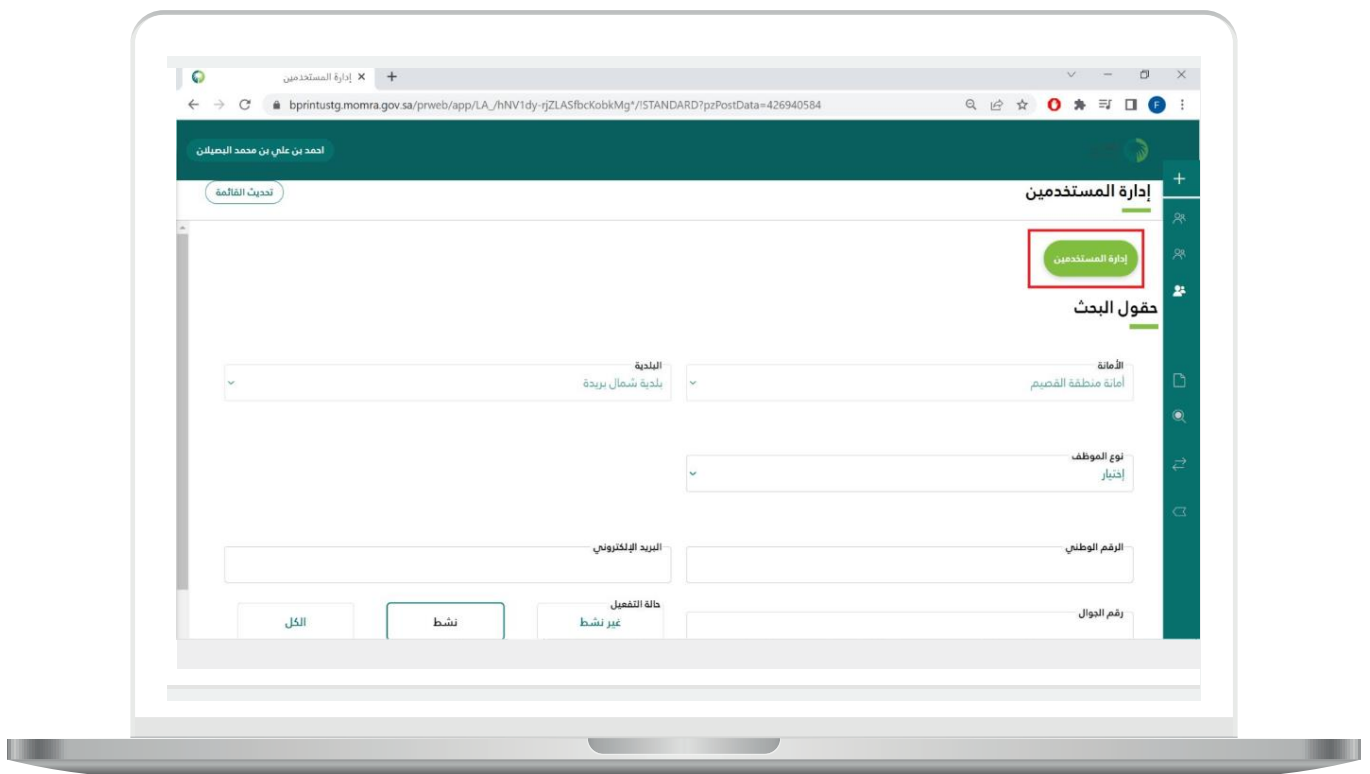 إدارة المستخدمين
bprintustg.momra.gov.sa/prweb/app/LA_/hNV1dy-rjZLASfbcKobkMg*/!STANDARD?pzPostData=426940584
F
احمد بن علي بن محمد البصيلان
إدارة المستخدمين
تحديث القائمة
إدارة المستخدمين
حقول البحث
الأمانة
البلدية
أمانة منطقة القصيم
بلدية شمال بريدة
نوع الموظف
إختيار
الرقم الوطني
البريد الإلكتروني
رقم الجوال
حالة التفعيل
غير نشط
نشط
الكل